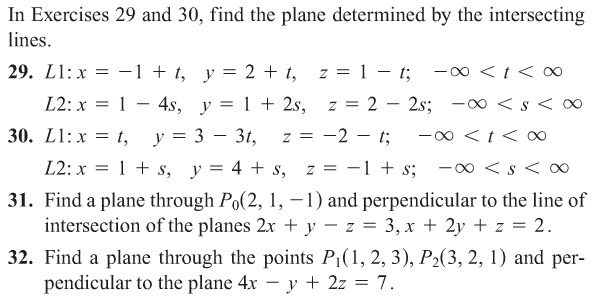 In Exercises 29 and 30, find the plane determined by the intersecting
lines.
29. L1: x = −1 + t, y = 2 + t, z = 1 − t; −∞ < t < ∞
L2: x = 1 − 4s, y = 1 + 2s, z = 2 − 2s; −∞ < s < ∞
30. L1: x = t, y = 3 − 3t, z = −2 − t; −∞ < t < ∞
L2: x = 1 + s, y = 4 + s, z = −1 + s; −∞ < s < ∞
31. Find a plane through P₀(2, 1, −1) and perpendicular to the line of
intersection of the planes 2x + y − z = 3, x + 2y + z = 2.
32. Find a plane through the points P₁(1, 2, 3), P₂(3, 2, 1) and per-
pendicular to the plane 4x − y + 2z = 7.